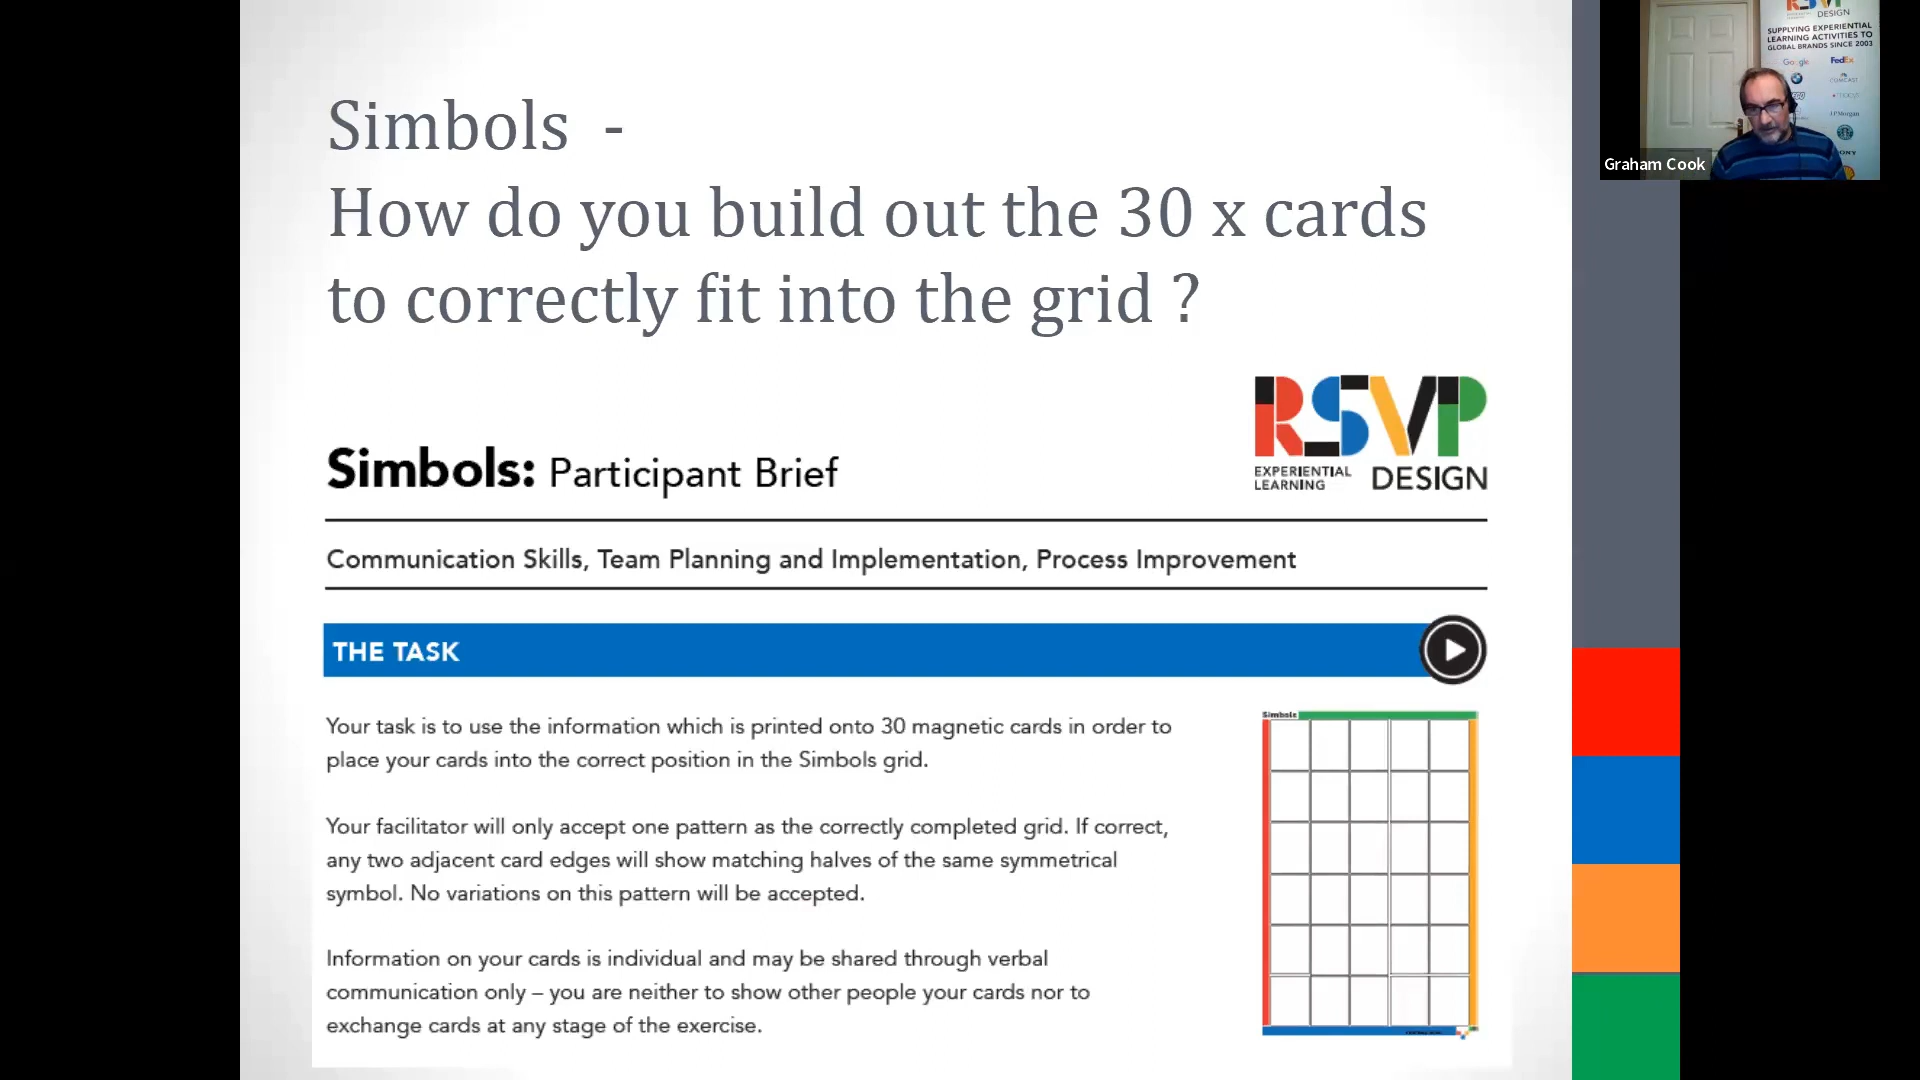 Simbols -
How do you build out the 30 x cards
to correctly fit into the grid ?
RSVP
EXPERIENTIAL
LEARNING
DESIGN
Simbols: Participant Brief
Communication Skills, Team Planning and Implementation, Process Improvement
THE TASK
Your task is to use the information which is printed onto 30 magnetic cards in order to
place your cards into the correct position in the Simbols grid.
Your facilitator will only accept one pattern as the correctly completed grid. If correct,
any two adjacent card edges will show matching halves of the same symmetrical
symbol. No variations on this pattern will be accepted.
Information on your cards is individual and may be shared through verbal
communication only – you are neither to show other people your cards nor to
exchange cards at any stage of the exercise.
Simbols
RSVP
DESIGN
SUPPLYING EXPERIENTIAL
LEARNING ACTIVITIES TO
GLOBAL BRANDS SINCE 2003
Google
FedEx
COMCAST
J.P.Morgan
Graham Cook